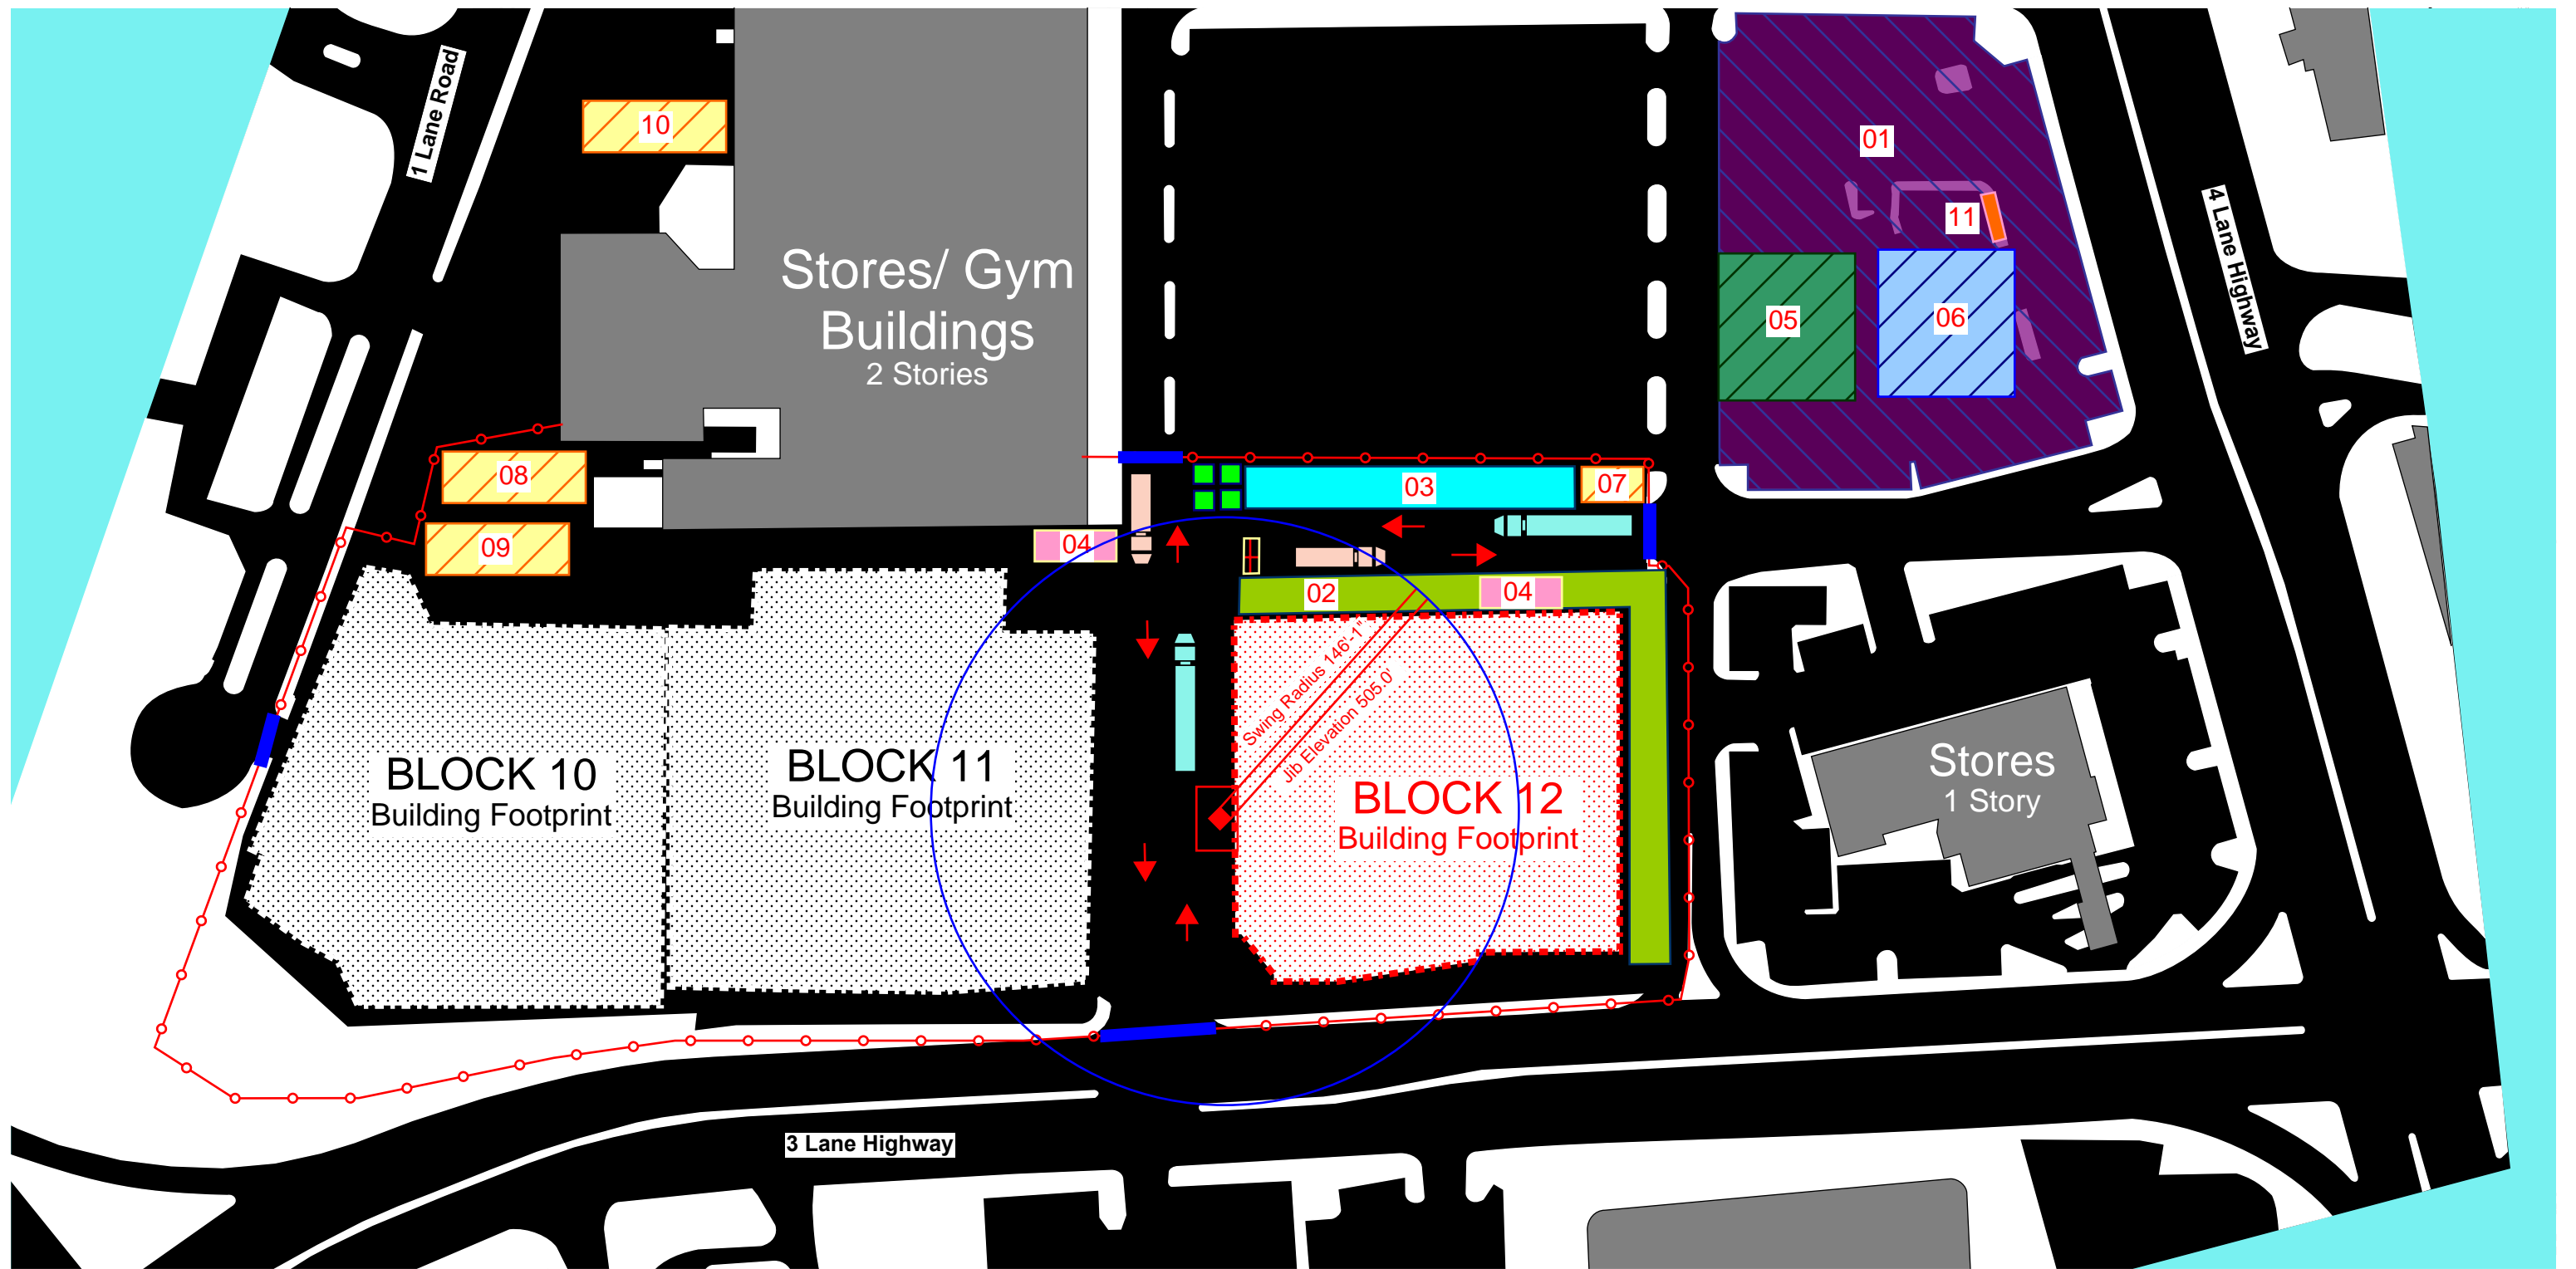 1 Lane Road
10
01
11
4 Lane Highway
Stores/ Gym
Buildings
2 Stories
05
06
08
03
07
09
04
02
04
Swing Radius 146'-1"
Jib Elevation 505.0'
BLOCK 10
Building Footprint
BLOCK 11
Building Footprint
BLOCK 12
Building Footprint
Stores
1 Story
3 Lane Highway